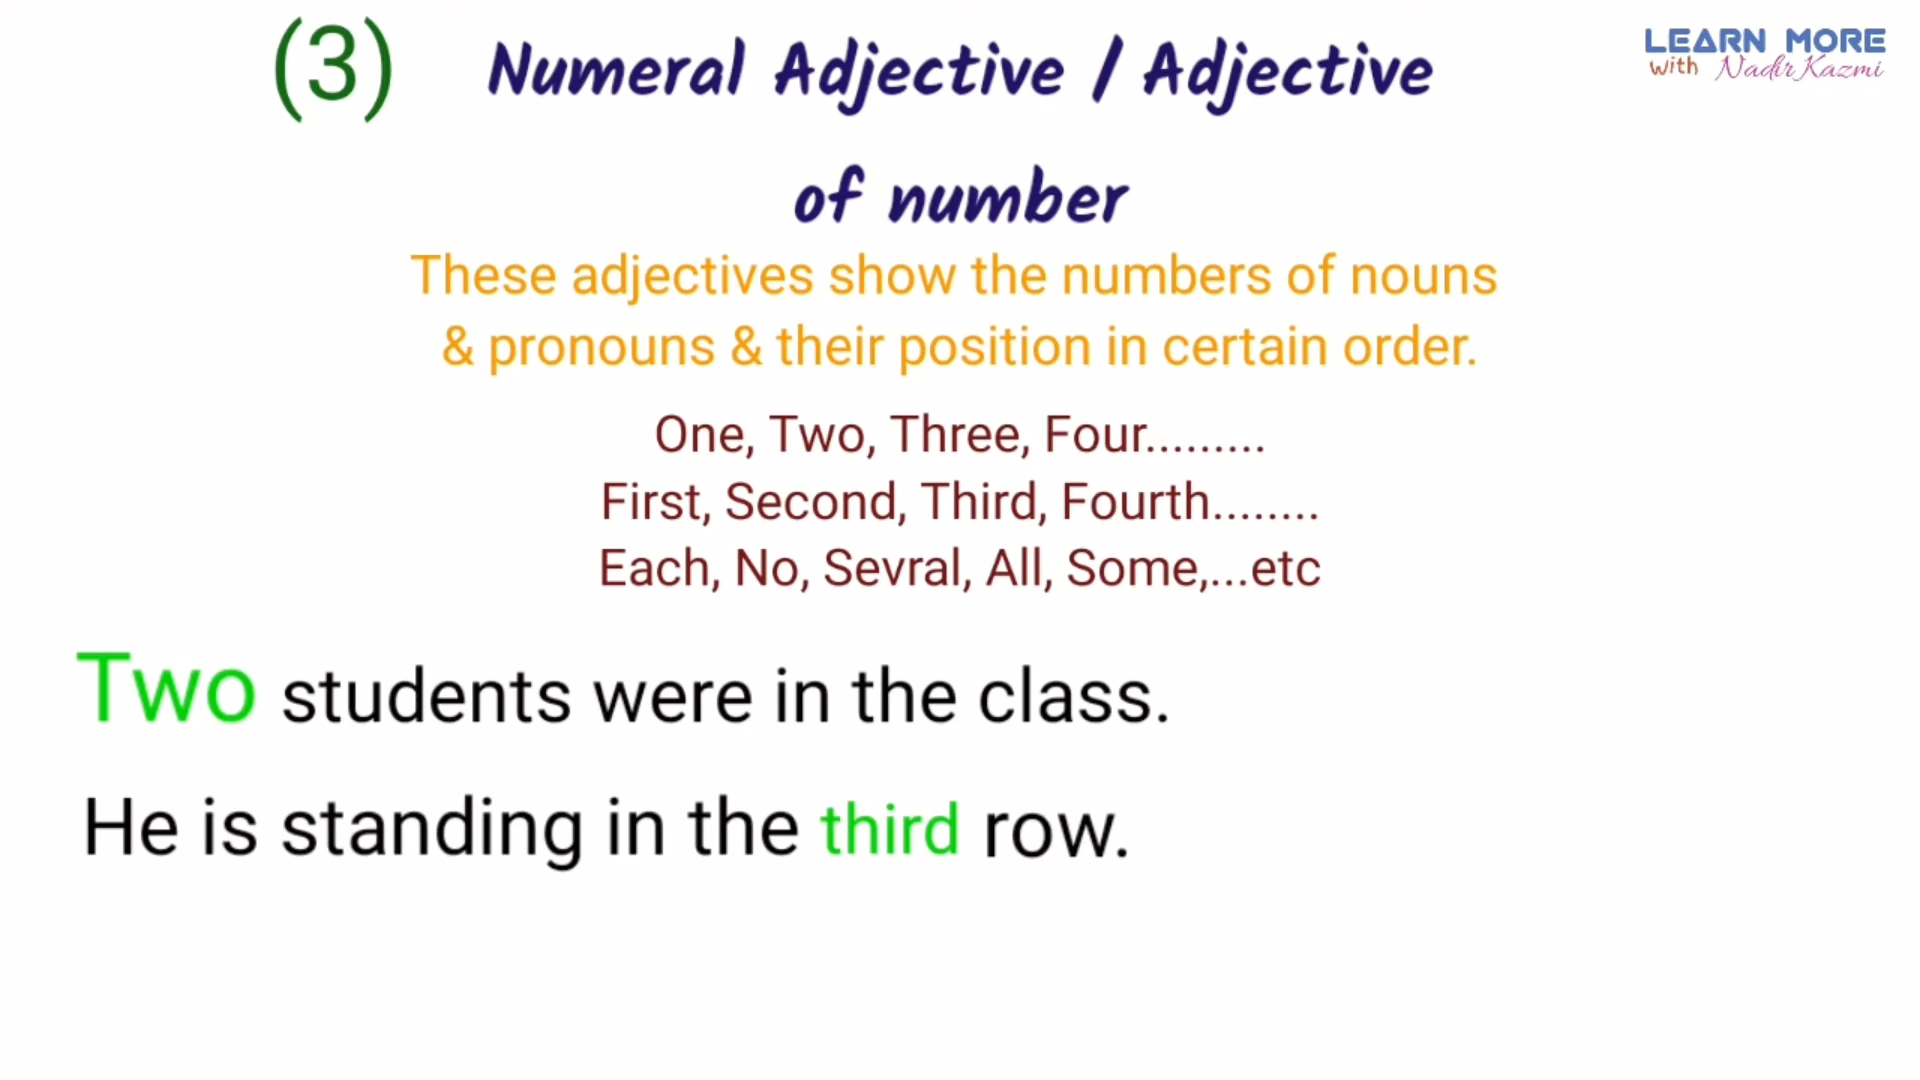 (3) Numeral Adjective / Adjective
of number
LEARN MORE
with Nadir Kazmi
These adjectives show the numbers of nouns
& pronouns & their position in certain order.
One, Two, Three, Four.........
First, Second, Third, Fourth........
Each, No, Sevral, All, Some,...etc
Two students were in the class.
He is standing in the third row.